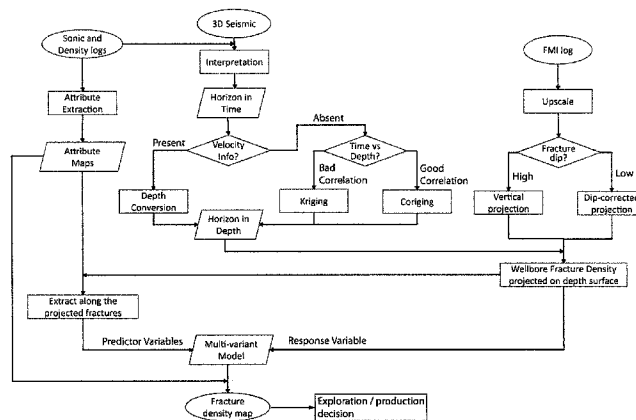 Sonic and
Density logs
3D Seismic
FMI log
Interpretation
Attribute
Extraction
Horizon in
Time
Upscale
Absent
Present
Velocity
Info?
Time vs
Depth?
Fracture
dip?
Attribute
Maps
Bad
Correlation
Good
Correlation
High
Low
Depth
Conversion
Kriging
Coriging
Vertical
projection
Dip-corrected
projection
Horizon in
Depth
Wellbore Fracture Density
projected on depth surface
Extract along the
projected fractures
Predictor Variables
Multi-variant
Model
Response Variable
Fracture
density map
Exploration / production
decision